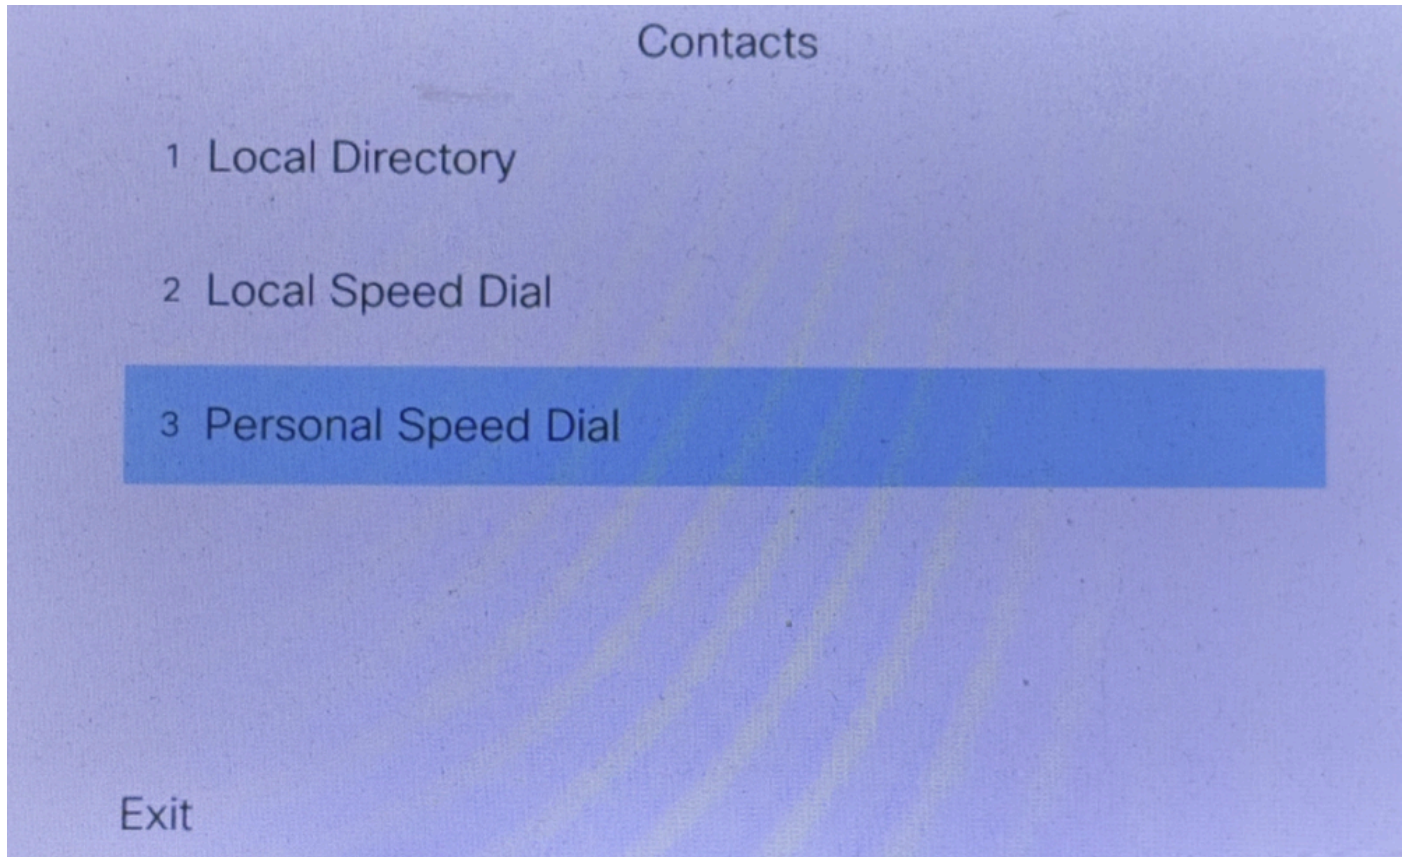 Contacts
1 Local Directory
2 Local Speed Dial
3 Personal Speed Dial
Exit